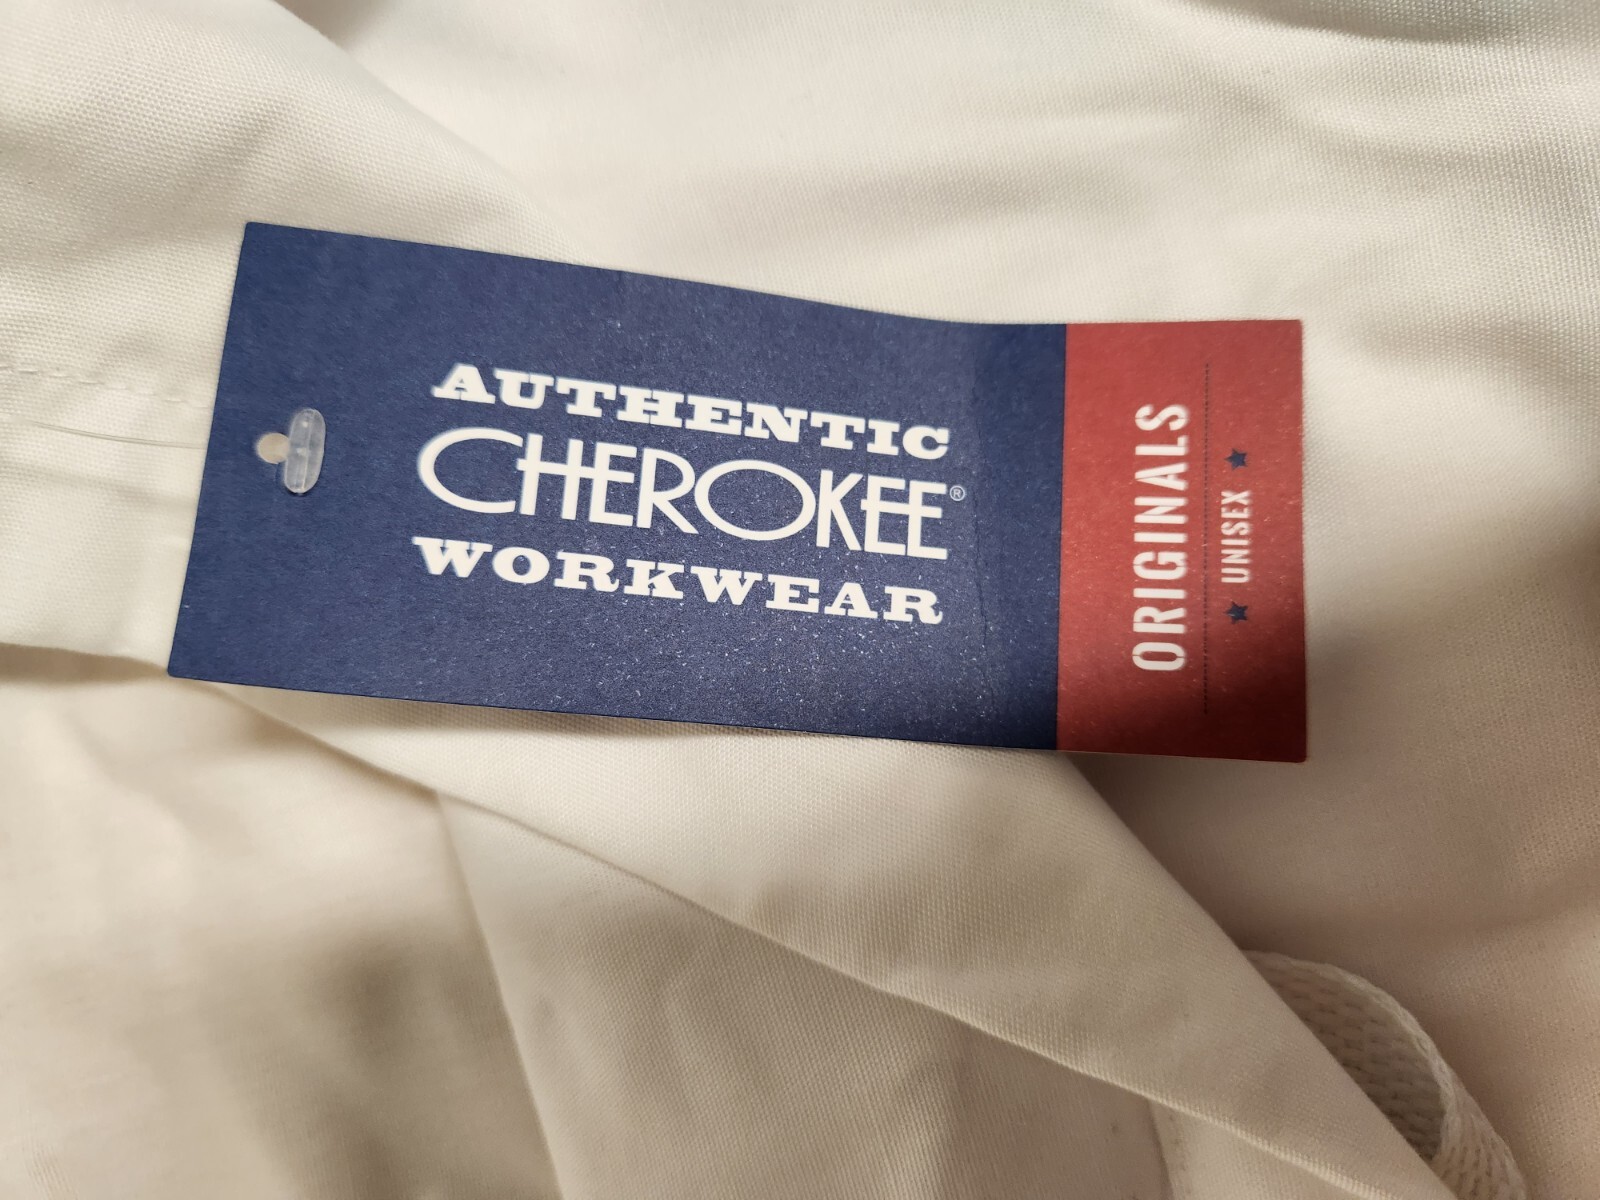 AUTHENTIC
CHEROKEE®
WORKWEAR
ORIGINALS
UNISEX